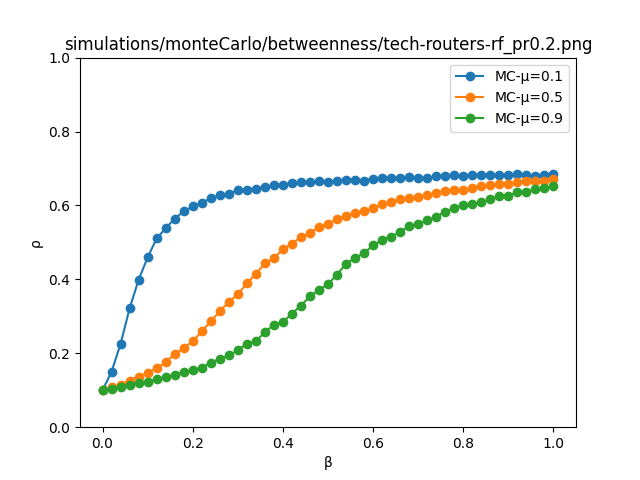 simulations/monteCarlo/betweenness/tech-routers-rf_pr0.2.png
MC-μ=0.1
MC-μ=0.5
MC-μ=0.9
1.0
0.8
0.6
0.4
0.2
0.0
ρ
0.0 0.2 0.4 0.6 0.8 1.0
β